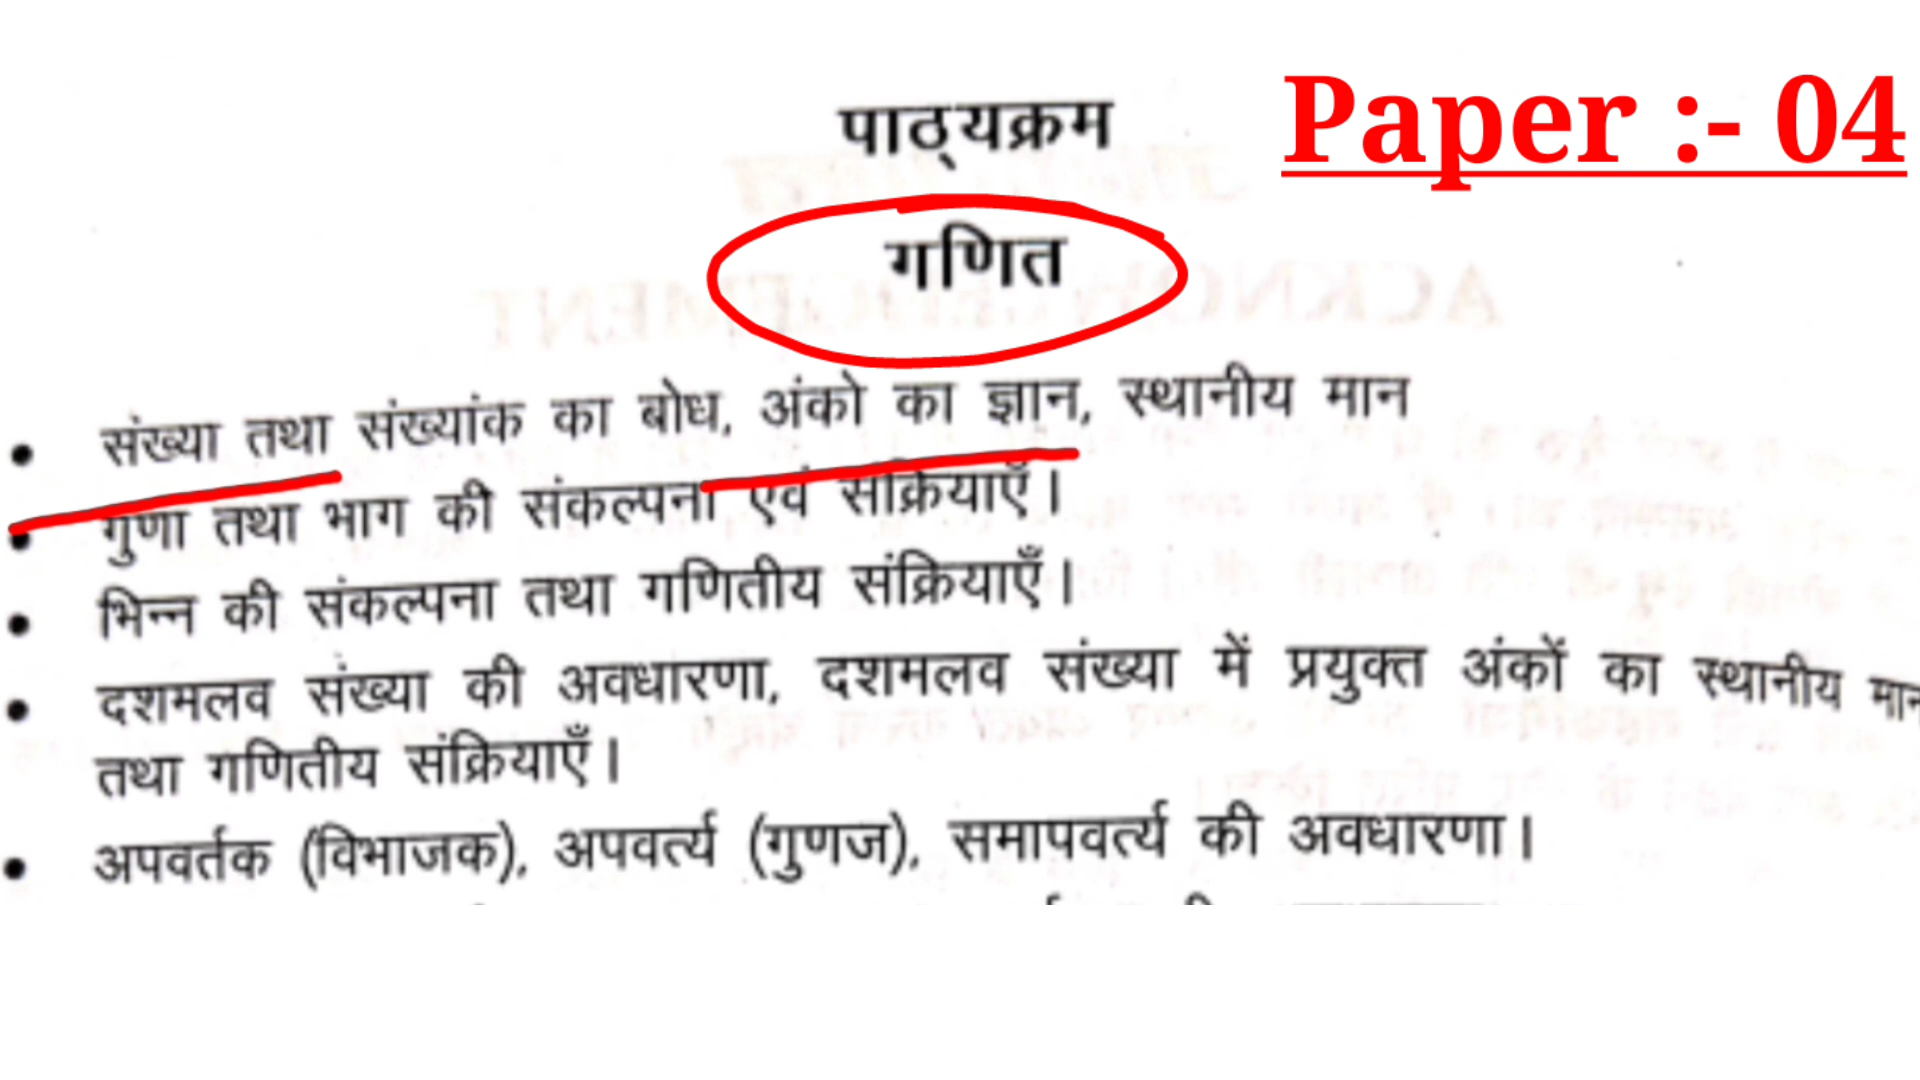 Paper :- 04
पाठ्यक्रम
गणित
• संख्या तथा संख्यांक का बोध, अंको का ज्ञान, स्थानीय मान
• गुणा तथा भाग की संकल्पना एवं संक्रियाएँ।
• भिन्न की संकल्पना तथा गणितीय संक्रियाएँ।
• दशमलव संख्या की अवधारणा, दशमलव संख्या में प्रयुक्त अंकों का स्थानीय मान
तथा गणितीय संक्रियाएँ।
• अपवर्तक (विभाजक), अपवर्त्य (गुणज), समापवर्त्य की अवधारणा।